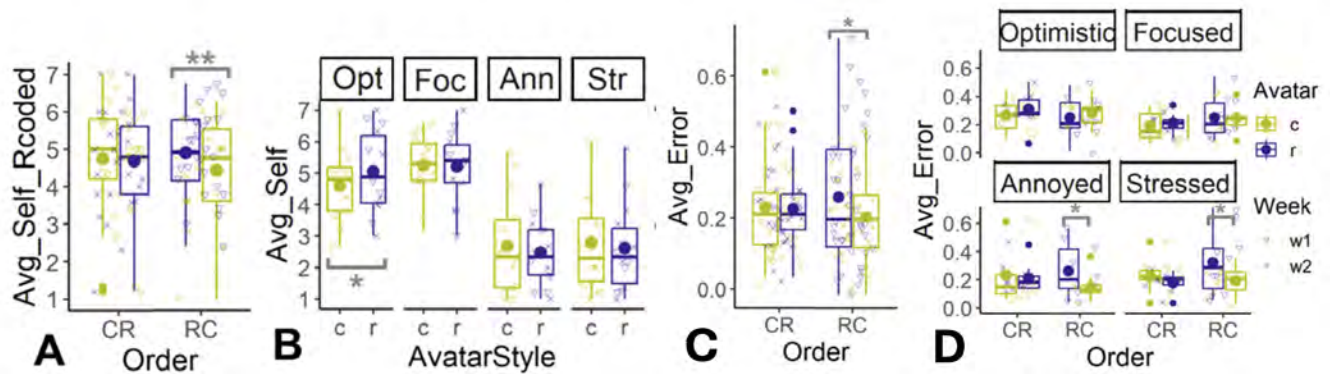 Avg_Self_Rcoded
7
6
5
4
3
2
1
**
CR RC
Order
A
Avg_Self
7
6
5
4
3
2
1
Opt Foc Ann Str
*
c r c r c r c r
AvatarStyle
B
Avg_Error
0.6
0.4
0.2
0.0
*
CR RC
Order
C
Avg_Error
Optimistic Focused
0.6
0.4
0.2
0.0
Annoyed Stressed
0.6
0.4
0.2
0.0
* *
CR RC CR RC
Order
D
Avatar
c
r
Week
w1
w2